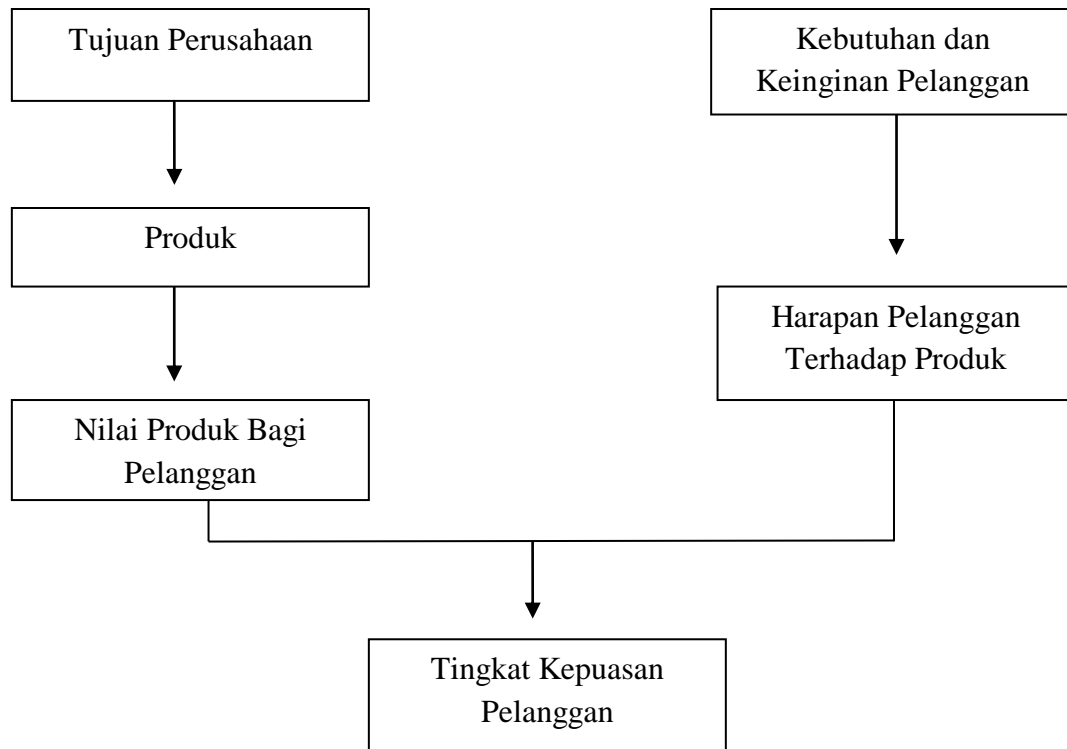 Tujuan Perusahaan
Kebutuhan dan
Keinginan Pelanggan
Produk
Harapan Pelanggan
Terhadap Produk
Nilai Produk Bagi
Pelanggan
Tingkat Kepuasan
Pelanggan